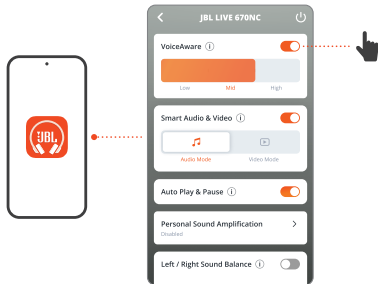 JBL LIVE 670NC
VoiceAware i
Low Mid High
JBL
Smart Audio & Video i
Audio Mode Video Mode
Auto Play & Pause i
Personal Sound Amplification
Disabled
Left / Right Sound Balance i